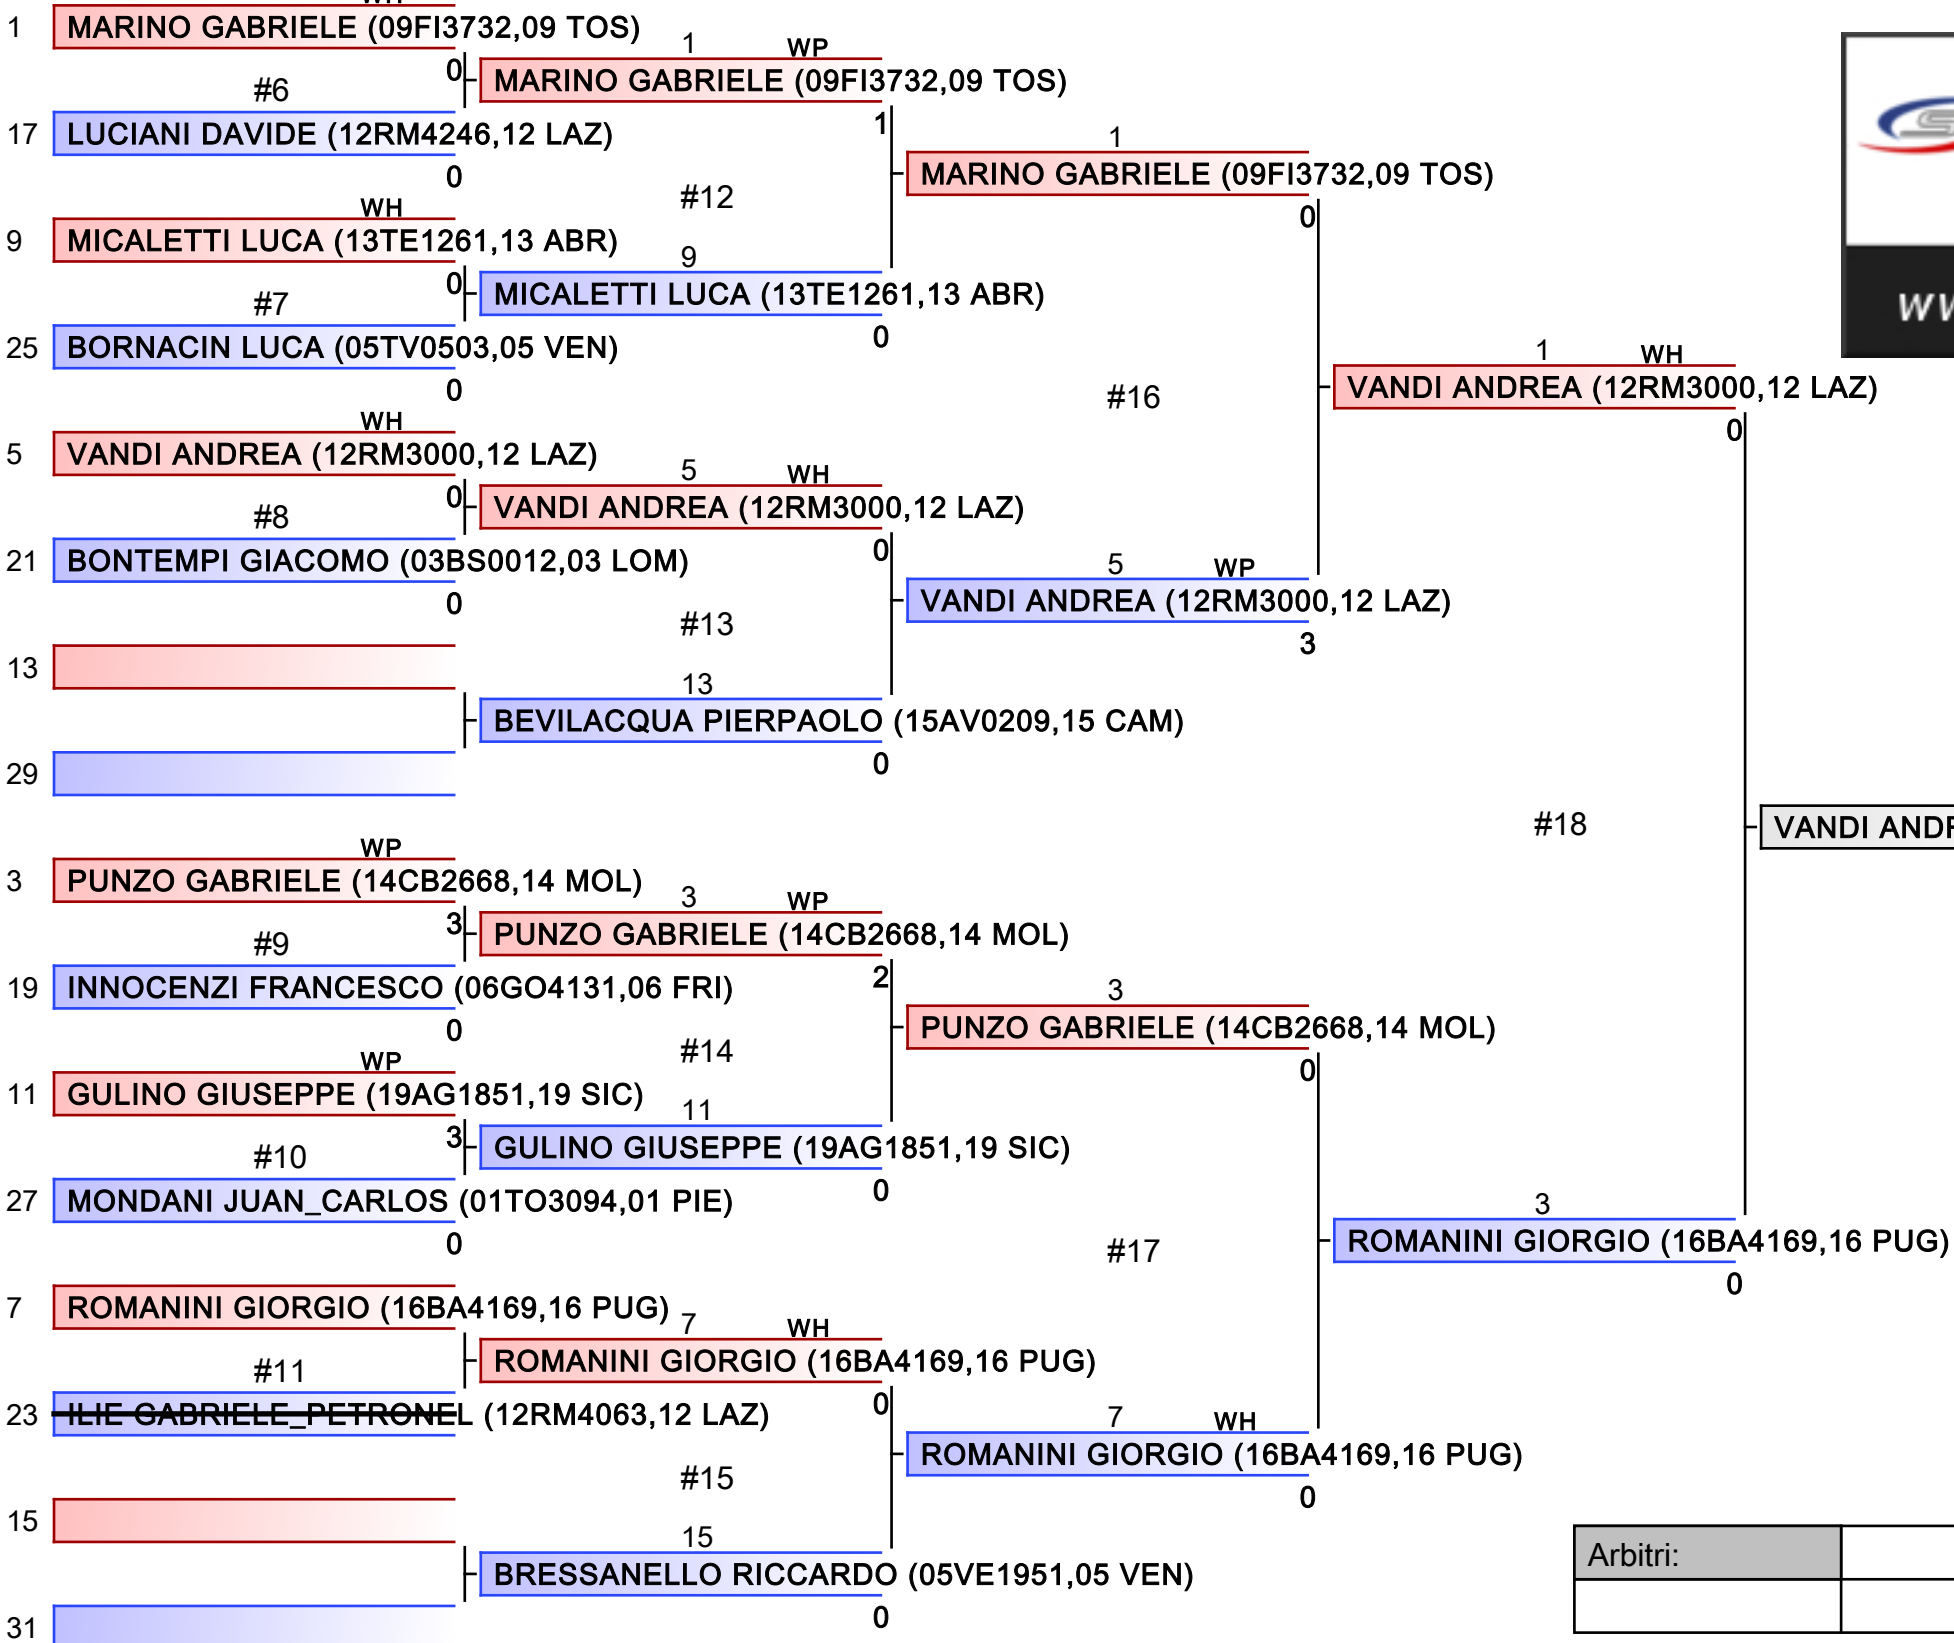 1 MARINO GABRIELE (09FI3732,09 TOS)
0
#6
17 LUCIANI DAVIDE (12RM4246,12 LAZ)
0
WH
9 MICALETTI LUCA (13TE1261,13 ABR)
0
#7
25 BORNACIN LUCA (05TV0503,05 VEN)
0
WH
5 VANDI ANDREA (12RM3000,12 LAZ)
0
#8
21 BONTEMPI GIACOMO (03BS0012,03 LOM)
0
13
29
WP
3 PUNZO GABRIELE (14CB2668,14 MOL)
3
#9
19 INNOCENZI FRANCESCO (06GO4131,06 FRI)
0
WP
11 GULINO GIUSEPPE (19AG1851,19 SIC)
3
#10
27 MONDANI JUAN_CARLOS (01TO3094,01 PIE)
0
7 ROMANINI GIORGIO (16BA4169,16 PUG)
#11
23 ILIE GABRIELE_PETRONEL (12RM4063,12 LAZ)
15
31
1 WP
MARINO GABRIELE (09FI3732,09 TOS)
1
#12
9
MICALETTI LUCA (13TE1261,13 ABR)
0
5 WH
VANDI ANDREA (12RM3000,12 LAZ)
0
#13
13
BEVILACQUA PIERPAOLO (15AV0209,15 CAM)
0
3 WP
PUNZO GABRIELE (14CB2668,14 MOL)
2
#14
11
GULINO GIUSEPPE (19AG1851,19 SIC)
0
7 WH
ROMANINI GIORGIO (16BA4169,16 PUG)
0
#15
15
BRESSANELLO RICCARDO (05VE1951,05 VEN)
0
1
MARINO GABRIELE (09FI3732,09 TOS)
0
#16
5 WP
VANDI ANDREA (12RM3000,12 LAZ)
3
3
PUNZO GABRIELE (14CB2668,14 MOL)
0
#17
7 WH
ROMANINI GIORGIO (16BA4169,16 PUG)
0
1 WH
VANDI ANDREA (12RM3000,12 LAZ)
0
#18
3
ROMANINI GIORGIO (16BA4169,16 PUG)
0
VANDI
Arbitri: